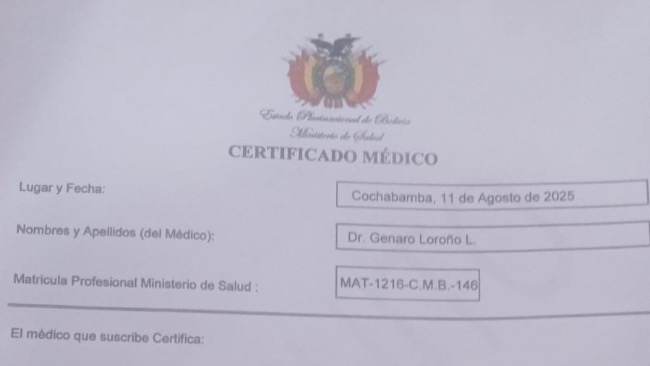 Estado Plurinacional de Bolivia
Ministerio de Salud
CERTIFICADO MÉDICO
Lugar y Fecha: Cochabamba, 11 de Agosto de 2025
Nombres y Apellidos (del Médico): Dr. Genaro Loroño L.
Matricula Profesional Ministerio de Salud : MAT-1216-C.M.B.-146
El médico que suscribe Certifica: